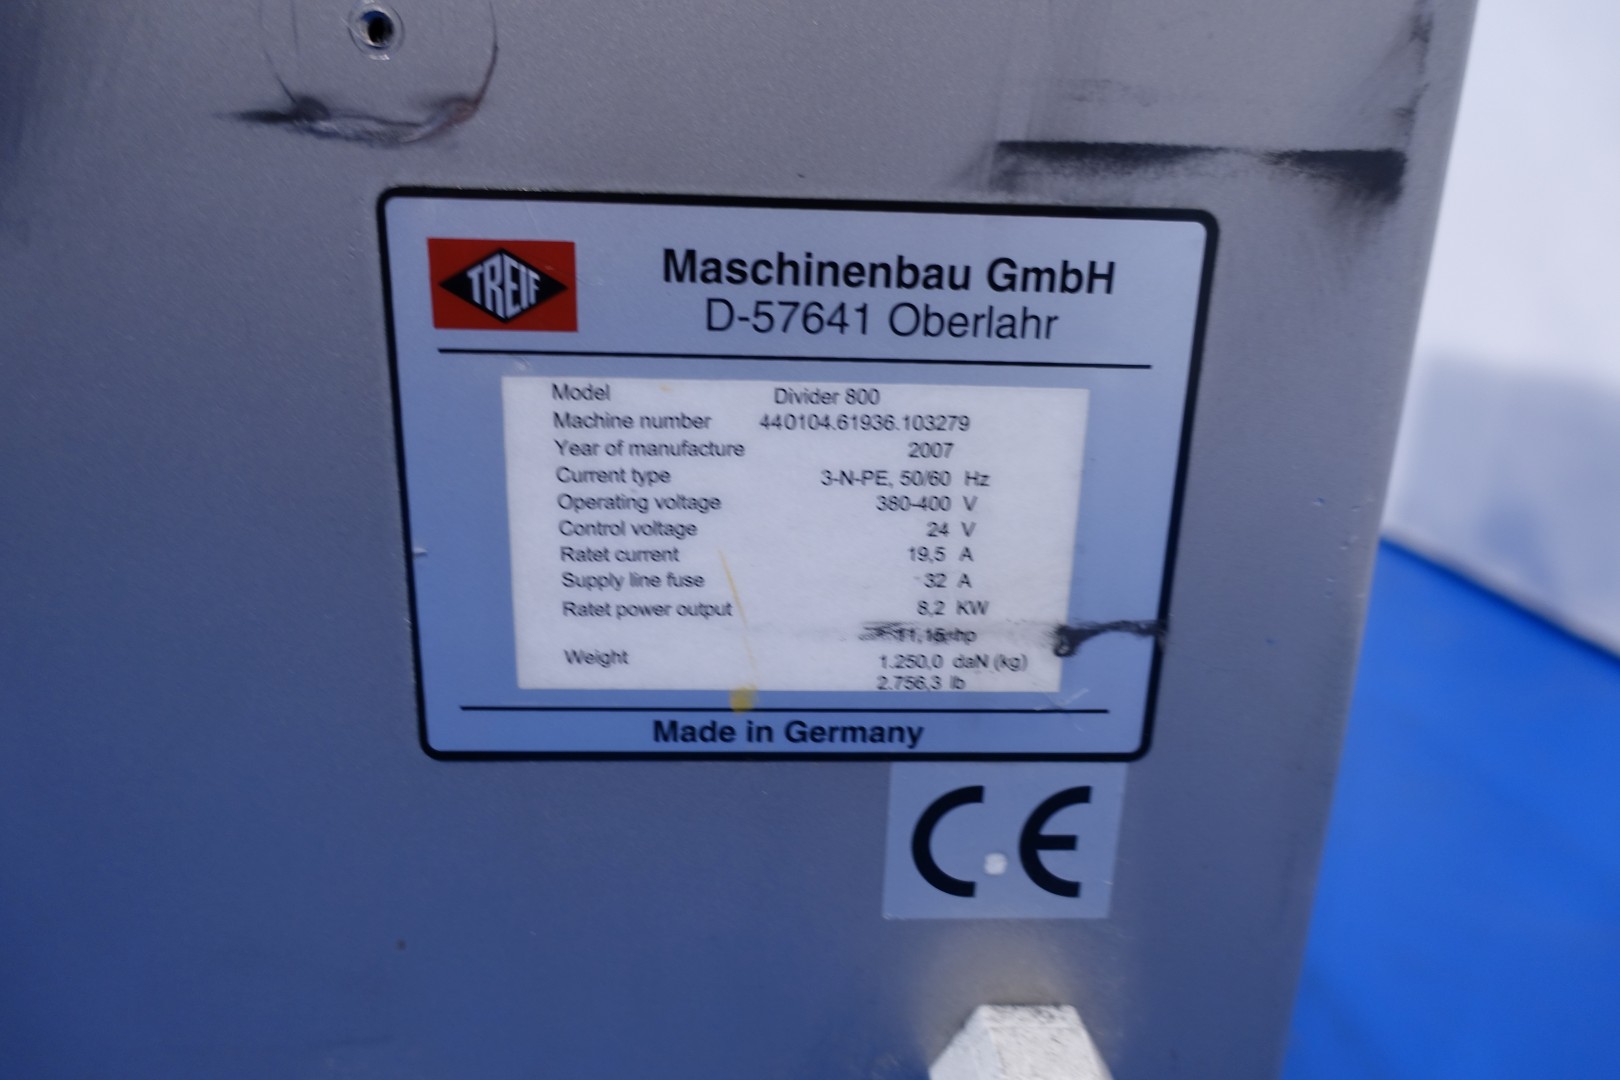 TREIF
Maschinenbau GmbH
D-57641 Oberlahr
Model Divider 800
Machine number 440104.61936.103279
Year of manufacture 2007
Current type 3-N-PE, 50/60 Hz
Operating voltage 380-400 V
Control voltage 24 V
Ratet current 19,5 A
Supply line fuse 32 A
Ratet power output 8,2 KW
11,15 hp
Weight 1.250,0 daN (kg)
2.756,3 lb
Made in Germany
CE